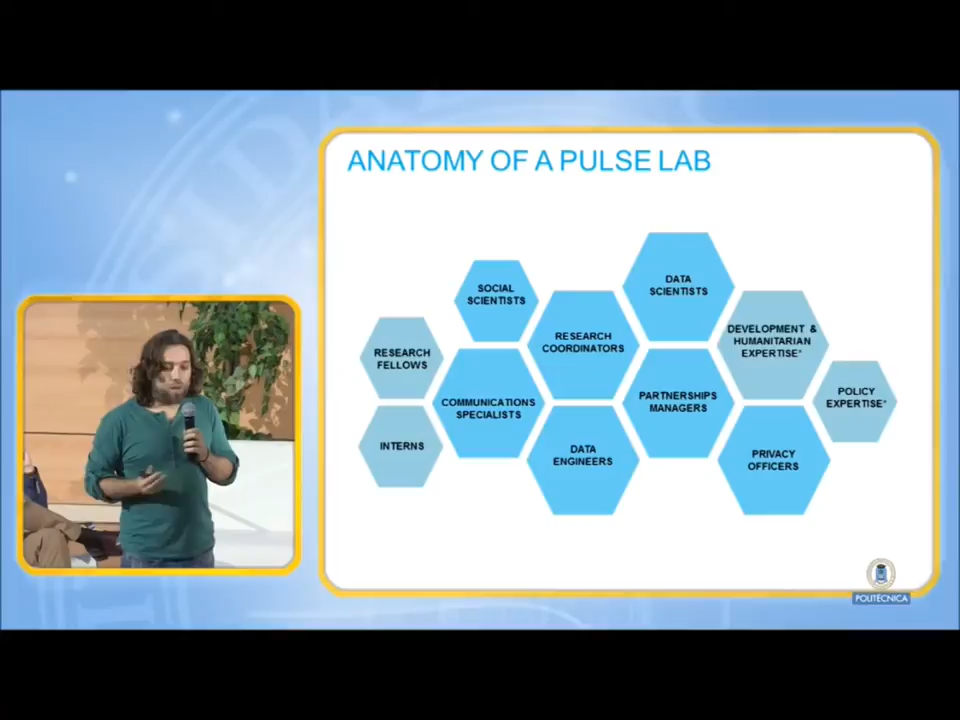 ANATOMY OF A PULSE LAB
SOCIAL
SCIENTISTS
DATA
SCIENTISTS
RESEARCH
FELLOWS
RESEARCH
COORDINATORS
DEVELOPMENT &
HUMANITARIAN
EXPERTISE*
COMMUNICATIONS
SPECIALISTS
PARTNERSHIPS
MANAGERS
POLICY
EXPERTISE*
INTERNS
DATA
ENGINEERS
PRIVACY
OFFICERS
POLITÉCNICA